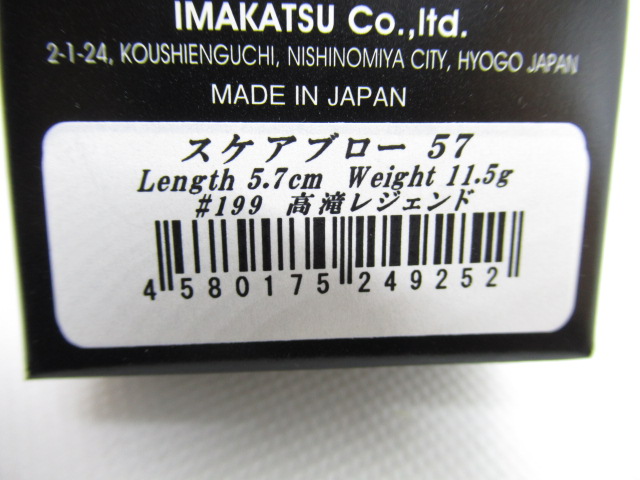 IMAKATSU Co.,ltd.
2-1-24, KOUSHIENGUCHI, NISHINOMIYA CITY, HYOGO JAPAN
MADE IN JAPAN
スケアブロー 57
Length 5.7cm Weight 11.5g
#199 高滝レジェンド
4 580175 249252